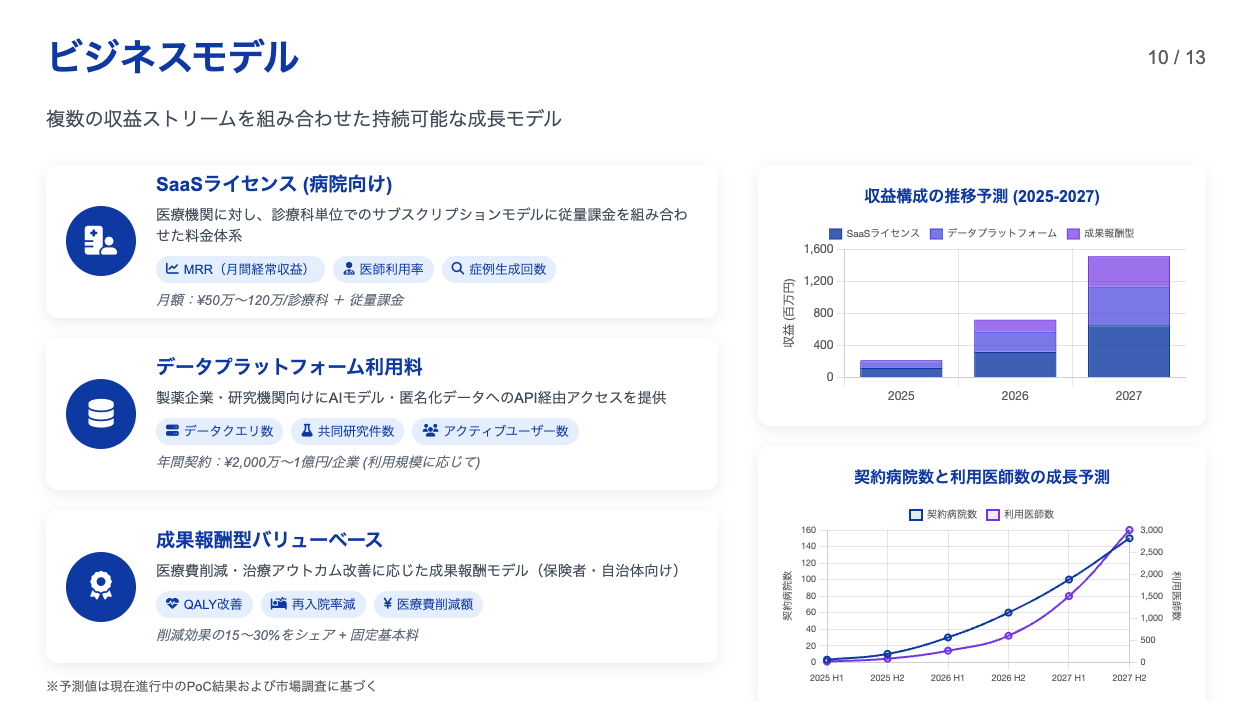 ビジネスモデル
10 / 13
複数の収益ストリームを組み合わせた持続可能な成長モデル
SaaSライセンス (病院向け)
医療機関に対し、診療科単位でのサブスクリプションモデルに従量課金を組み合わ
せた料金体系
MRR（月間経常収益）
医師利用率
症例生成回数
月額：¥50万〜120万/診療科 ＋ 従量課金
データプラットフォーム利用料
製薬企業・研究機関向けにAIモデル・匿名化データへのAPI経由アクセスを提供
データクエリ数
共同研究件数
アクティブユーザー数
年間契約：¥2,000万〜1億円/企業 (利用規模に応じて)
成果報酬型バリューベース
医療費削減・治療アウトカム改善に応じた成果報酬モデル（保険者・自治体向け）
QALY改善
再入院率減
¥ 医療費削減額
削減効果の15〜30%をシェア + 固定基本料
※予測値は現在進行中のPoC結果および市場調査に基づく
収益構成の推移予測 (2025-2027)
SaaSライセンス データプラットフォーム 成果報酬型
収益 (百万円)
1,600
1,200
800
400
0
2025 2026 2027
契約病院数と利用医師数の成長予測
契約病院数 利用医師数
契約病院数
160
140
120
100
80
60
40
20
0
3,000
2,500
2,000
1,500
1,000
500
0
利用医師数
2025 H1 2025 H2 2026 H1 2026 H2 2027 H1 2027 H2